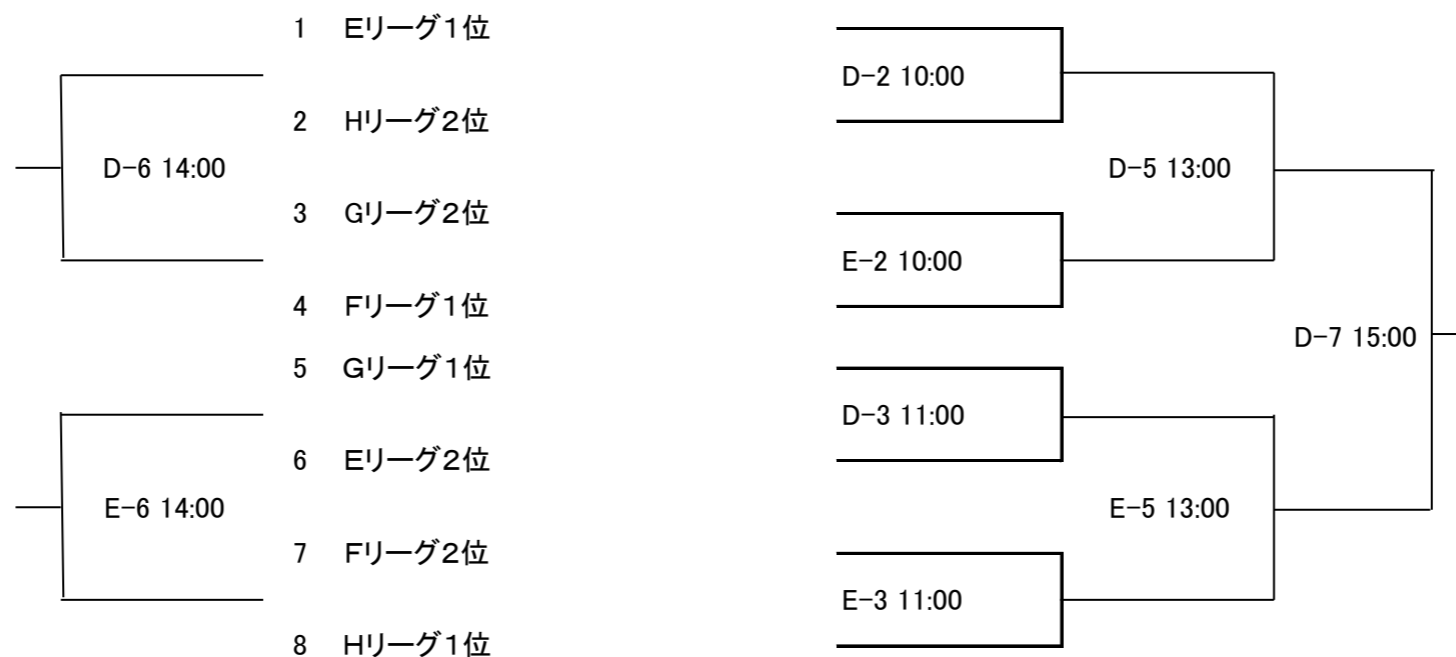 1 Eリーグ1位
D-2 10:00
2 Hリーグ2位
D-6 14:00
D-5 13:00
3 Gリーグ2位
E-2 10:00
4 Fリーグ1位
D-7 15:00
5 Gリーグ1位
D-3 11:00
6 Eリーグ2位
E-6 14:00
E-5 13:00
7 Fリーグ2位
E-3 11:00
8 Hリーグ1位